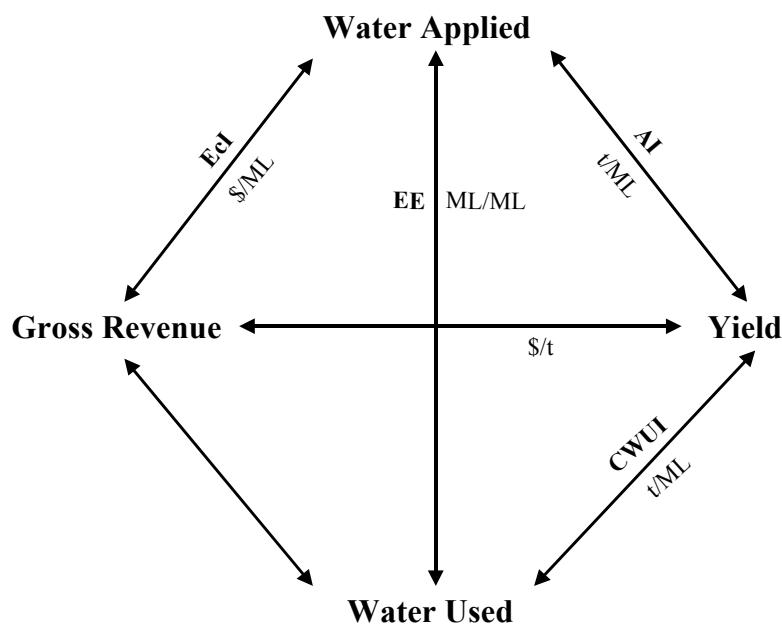 Water Applied
EcI
$/ML
AI
t/ML
EE ML/ML
Gross Revenue
Yield
$/t
CWUI
t/ML
Water Used